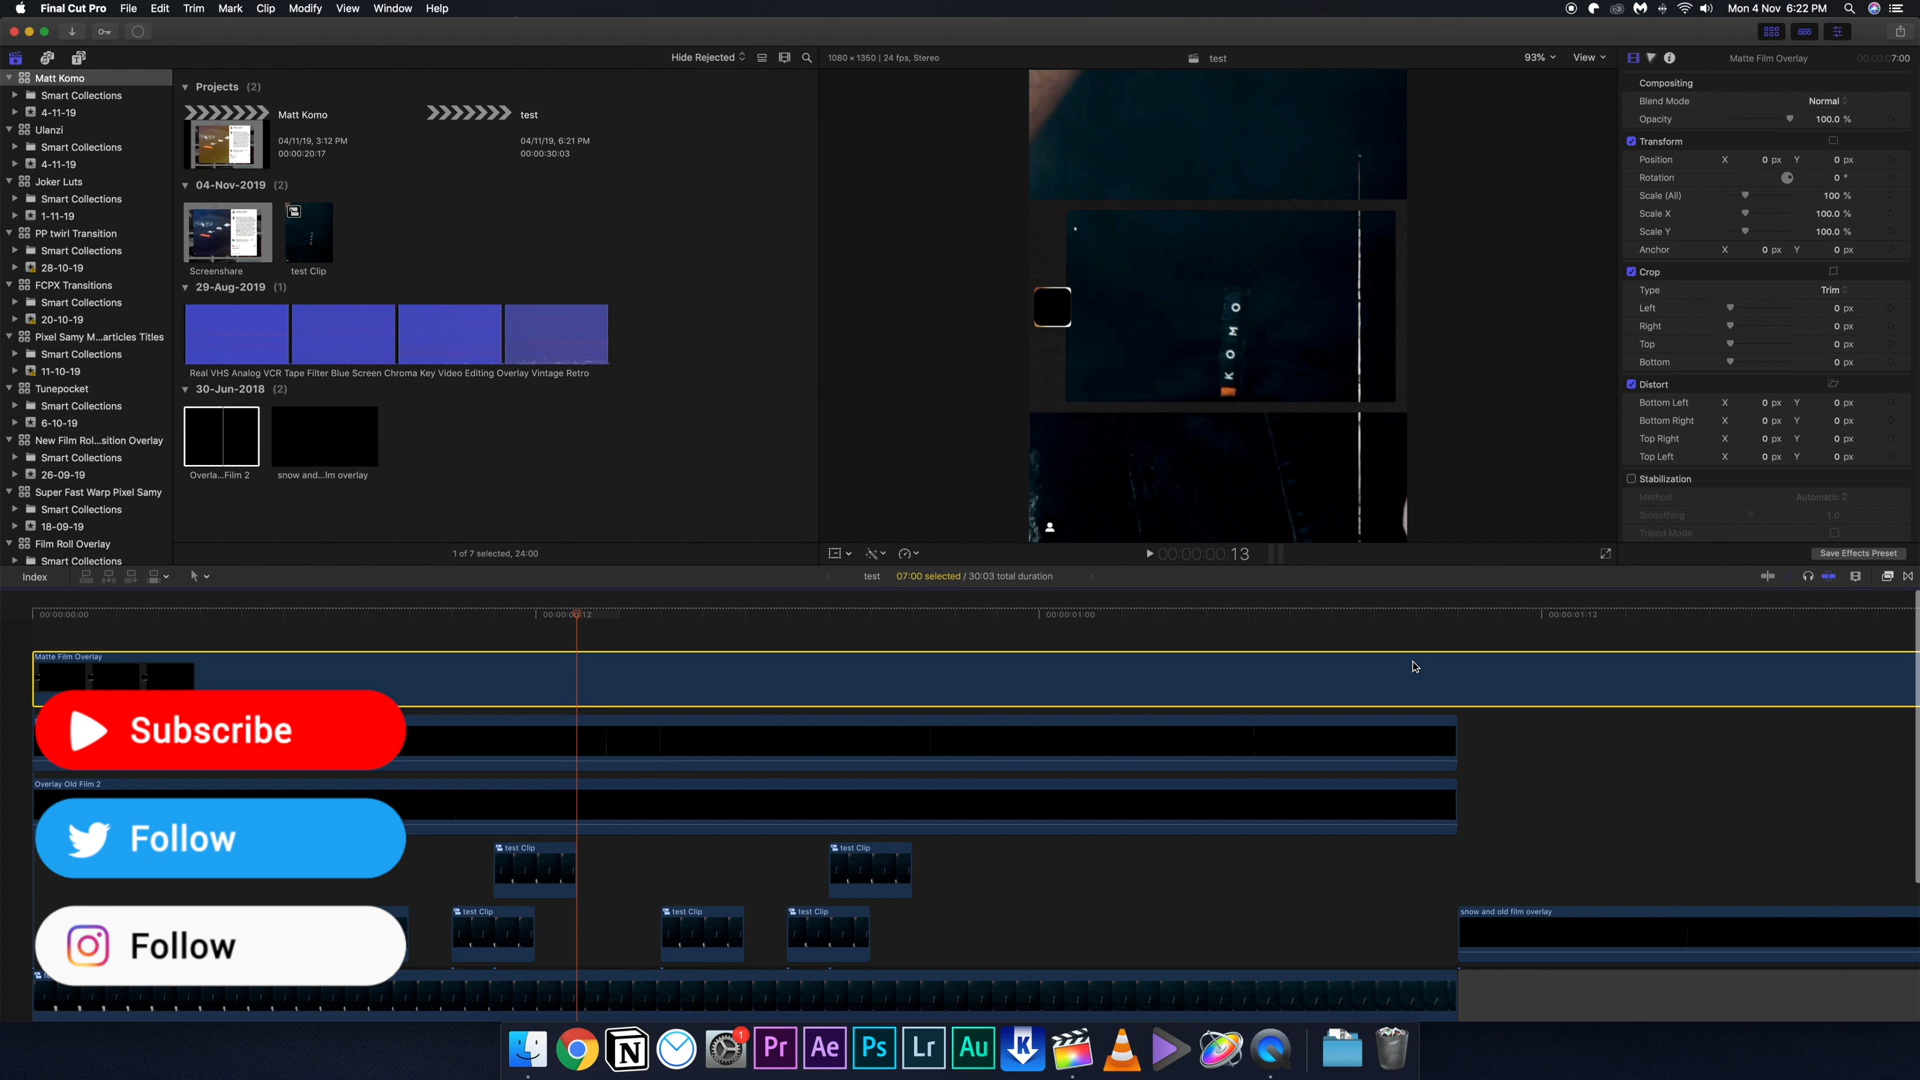 Final Cut Pro File Edit Trim Mark Clip Modify View Window Help Mon 4 Nov 6:22 PM
Hide Rejected 1080 × 1350 | 24 fps, Stereo test 93% View Matte Film Overlay 00:00:00:07:00
Matt Komo
Smart Collections
4-11-19
Ulanzi
Smart Collections
4-11-19
Joker Luts
Smart Collections
1-11-19
PP twirl Transition
Smart Collections
28-10-19
FCPX Transitions
Smart Collections
20-10-19
Pixel Samy M...articles Titles
Smart Collections
11-10-19
Tunepocket
Smart Collections
6-10-19
New Film Rol...sition Overlay
Smart Collections
26-09-19
Super Fast Warp Pixel Samy
Smart Collections
18-09-19
Film Roll Overlay
Smart Collections
Projects (2)
Matt Komo
04/11/19, 3:12 PM
00:00:20:17
test
04/11/19, 6:21 PM
00:00:30:03
04-Nov-2019 (2)
Screenshare
test Clip
29-Aug-2019 (1)
Real VHS Analog VCR Tape Filter Blue Screen Chroma Key Video Editing Overlay Vintage Retro
30-Jun-2018 (2)
Overla...Film 2
snow and...lm overlay
1 of 7 selected, 24:00
KOMO
00:00:00:13
Compositing
Blend Mode Normal
Opacity 100.0 %
Transform
Position X 0 px Y 0 px
Rotation 0 °
Scale (All) 100 %
Scale X 100.0 %
Scale Y 100.0 %
Anchor X 0 px Y 0 px
Crop
Type Trim
Left 0 px
Right 0 px
Top 0 px
Bottom 0 px
Distort
Bottom Left X 0 px Y 0 px
Bottom Right X 0 px Y 0 px
Top Right X 0 px Y 0 px
Top Left X 0 px Y 0 px
Stabilization
Method Automatic
Smoothing 1.0
Tripod Mode
Save Effects Preset
Index test 07:00 selected / 30:03 total duration
00:00:00:00 00:00:00:12 00:00:01:00 00:00:01:12
Matte Film Overlay
Subscribe
Overlay Old Film 2
Follow
test Clip test Clip
test Clip test Clip test Clip snow and old film overlay
Follow
N 1 Pr Ae Ps Lr Au K